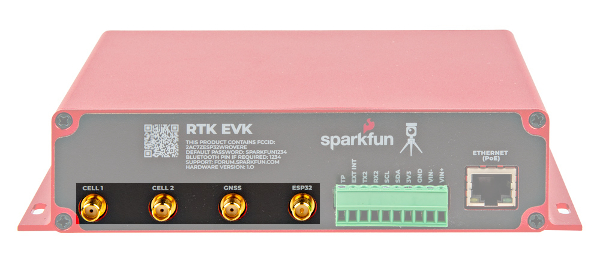 RTK EVK
THIS PRODUCT CONTAINS FCCID:
2AC7ZESP32WROVERE
DEFAULT PASSWORD: SPARKFUN1234
BLUETOOTH PIN IF REQUIRED: 1234
SUPPORT: FORUM.SPARKFUN.COM
HARDWARE VERSION: 1.0
sparkfun
ETHERNET
(PoE)
CELL 1
CELL 2
GNSS
ESP32
TP
EXT INT
TX2
RX2
SCL
SDA
3V3
GND
VIN-
VIN+